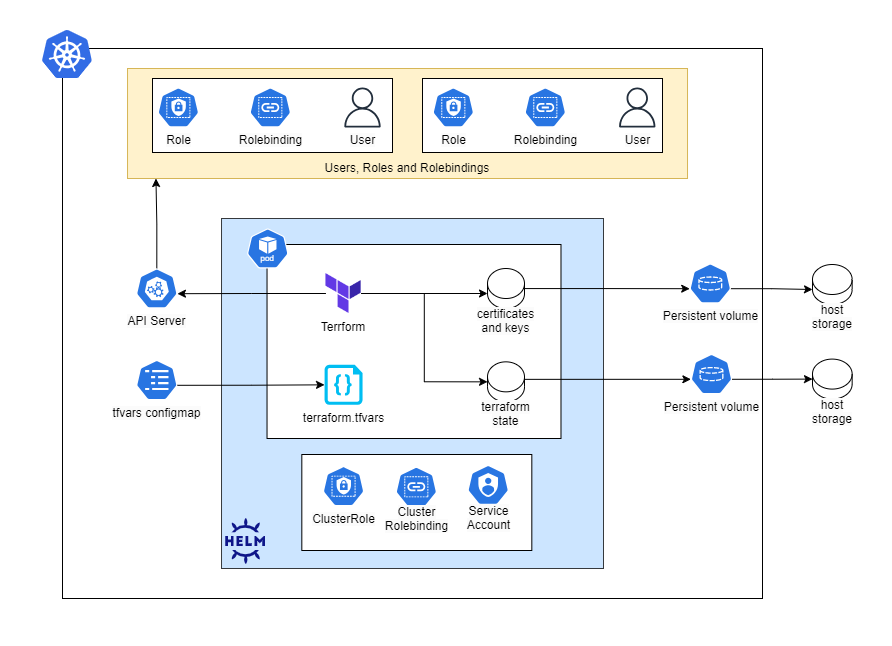 Role
Rolebinding
User
Role
Rolebinding
User
Users, Roles and Rolebindings
pod
API Server
Terrform
certificates
and keys
Persistent volume
host
storage
tfvars configmap
terraform.tfvars
terraform
state
Persistent volume
host
storage
ClusterRole
Cluster
Rolebinding
Service
Account
HELM